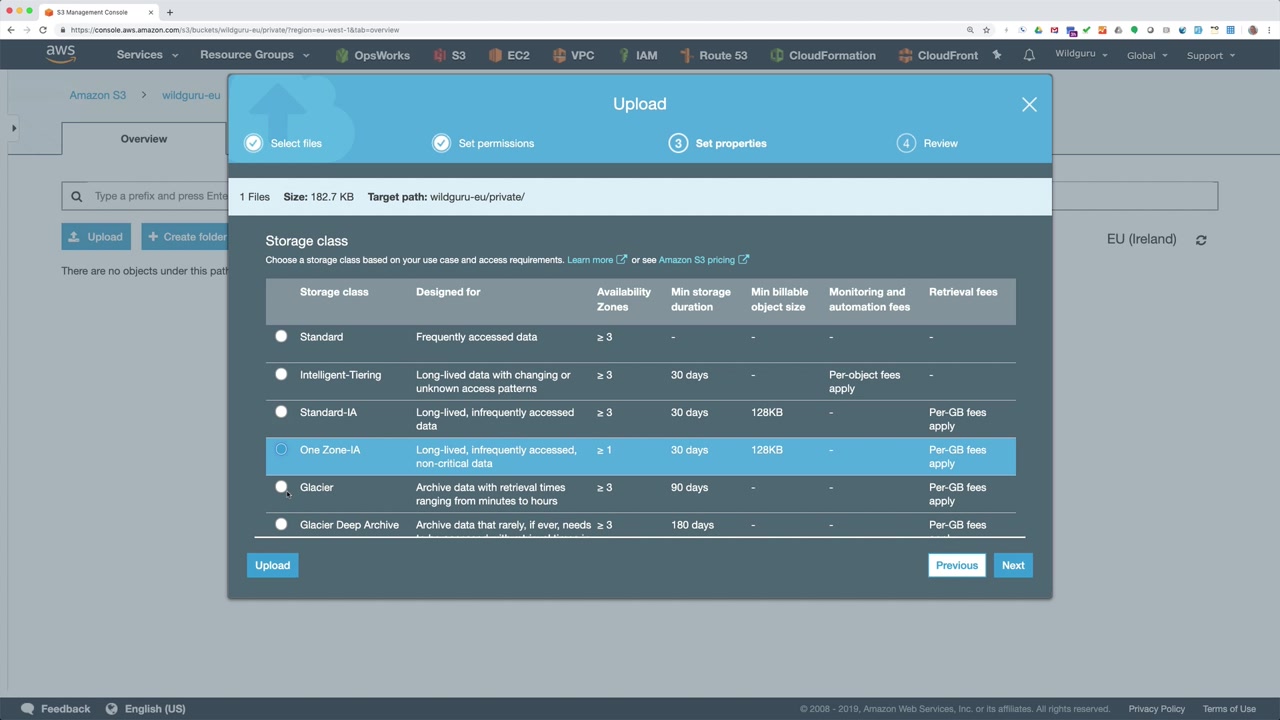 S3 Management Console
https://console.aws.amazon.com/s3/buckets/wildguru-eu/private/?region=eu-west-1&tab=overview
aws Services Resource Groups OpsWorks S3 EC2 VPC IAM Route 53 CloudFormation CloudFront Wildguru Global Support
Amazon S3 > wildguru-eu
Overview
Type a prefix and press Ente
Upload
+ Create folder
EU (Ireland)
There are no objects under this path
Upload
Select files
Set permissions
3 Set properties
4 Review
1 Files Size: 182.7 KB Target path: wildguru-eu/private/
Storage class
Choose a storage class based on your use case and access requirements. Learn more or see Amazon S3 pricing
Storage class Designed for Availability Zones Min storage duration Min billable object size Monitoring and automation fees Retrieval fees
Standard Frequently accessed data ≥ 3 - - - -
Intelligent-Tiering Long-lived data with changing or unknown access patterns ≥ 3 30 days - Per-object fees apply -
Standard-IA Long-lived, infrequently accessed data ≥ 3 30 days 128KB - Per-GB fees apply
One Zone-IA Long-lived, infrequently accessed, non-critical data ≥ 1 30 days 128KB - Per-GB fees apply
Glacier Archive data with retrieval times ranging from minutes to hours ≥ 3 90 days - - Per-GB fees apply
Glacier Deep Archive Archive data that rarely, if ever, needs ≥ 3 180 days - - Per-GB fees
Upload
Previous
Next
Feedback
English (US)
© 2008 - 2019, Amazon Web Services, Inc. or its affiliates. All rights reserved.
Privacy Policy
Terms of Use